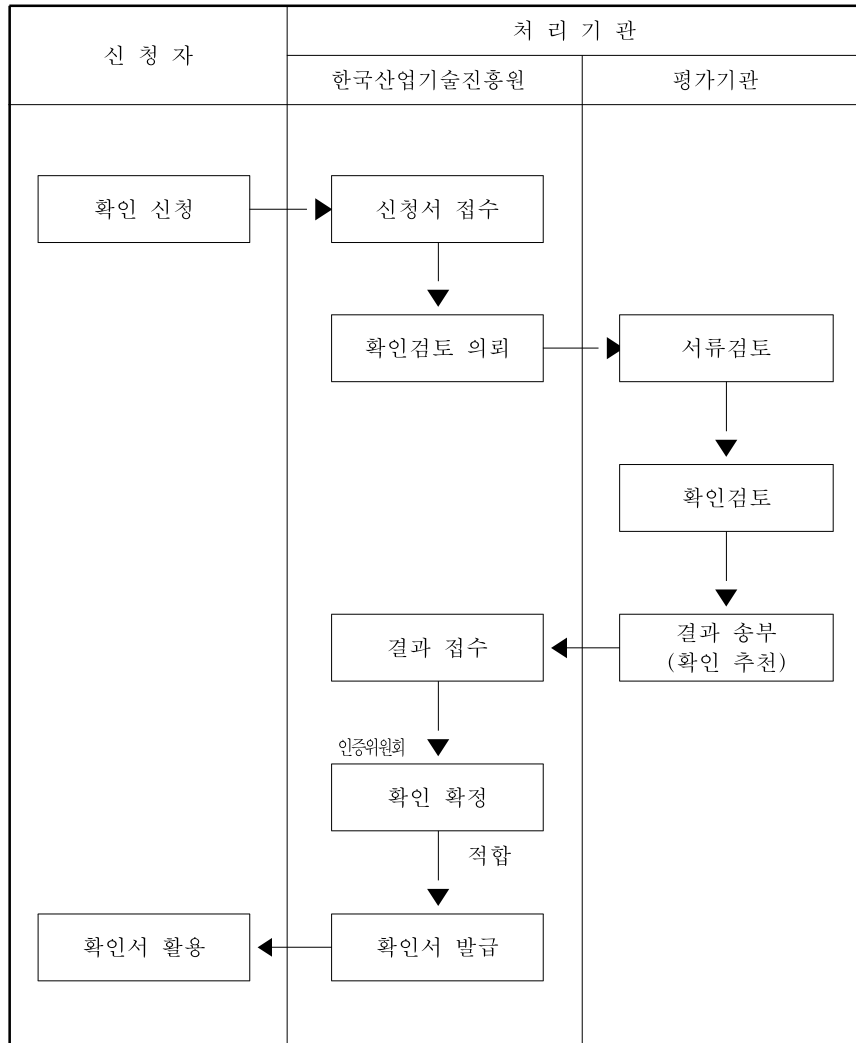 신 청 자
처 리 기 관
한국산업기술진흥원
평가기관
확인 신청
신청서 접수
확인검토 의뢰
서류검토
확인검토
결과 접수
결과 송부
(확인 추천)
인증위원회
확인 확정
적합
확인서 활용
확인서 발급